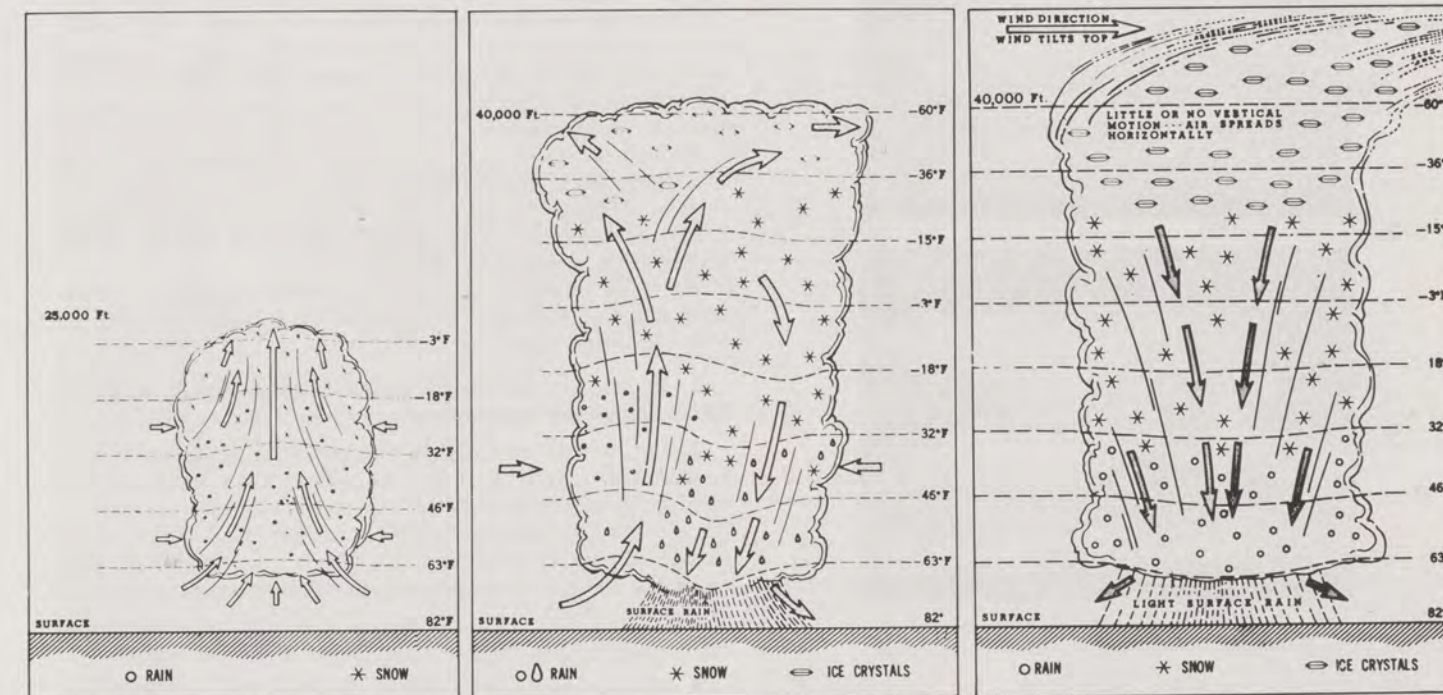 25,000 Ft.
-3°F
-18°F
32°F
46°F
63°F
SURFACE
82°F
RAIN
SNOW
40,000 Ft.
-60°F
-36°F
-15°F
-3°F
-18°F
32°F
46°F
63°F
SURFACE RAIN
82°
RAIN
SNOW
ICE CRYSTALS
WIND DIRECTION
WIND TILTS TOP
40,000 Ft.
-60°
LITTLE OR NO VERTICAL
MOTION---AIR SPREADS
HORIZONTALLY
-36°
-15°
-3°F
18°
32°
46°
63°
LIGHT SURFACE RAIN
SURFACE
82°
RAIN
SNOW
ICE CRYSTALS